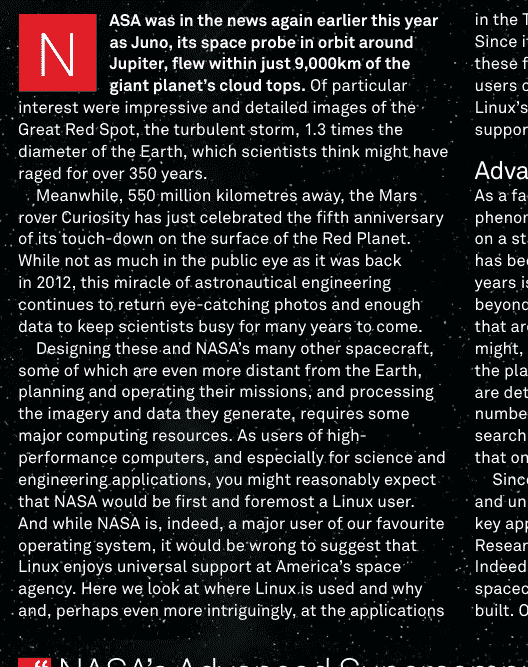 NASA was in the news again earlier this year
as Juno, its space probe in orbit around
Jupiter, flew within just 9,000km of the
giant planet’s cloud tops. Of particular
interest were impressive and detailed images of the
Great Red Spot, the turbulent storm, 1.3 times the
diameter of the Earth, which scientists think might have
raged for over 350 years.
Meanwhile, 550 million kilometres away, the Mars
rover Curiosity has just celebrated the fifth anniversary
of its touch-down on the surface of the Red Planet.
While not as much in the public eye as it was back
in 2012, this miracle of astronautical engineering
continues to return eye-catching photos and enough
data to keep scientists busy for many years to come.
Designing these and NASA’s many other spacecraft,
some of which are even more distant from the Earth,
planning and operating their missions, and processing
the imagery and data they generate, requires some
major computing resources. As users of high-
performance computers, and especially for science and
engineering applications, you might reasonably expect
that NASA would be first and foremost a Linux user.
And while NASA is, indeed, a major user of our favourite
operating system, it would be wrong to suggest that
Linux enjoys universal support at America’s space
agency. Here we look at where Linux is used and why
and, perhaps even more intriguingly, at the applications
in the
Since
these
users
Linux’s
suppor
Adva
As a fa
phenor
on a st
has bee
years is
beyond
that are
might,
the pla
are det
numbe
search
that on
Since
and un
key app
Resear
Indeed
spacec
built. O
“ NASA’s Advanced